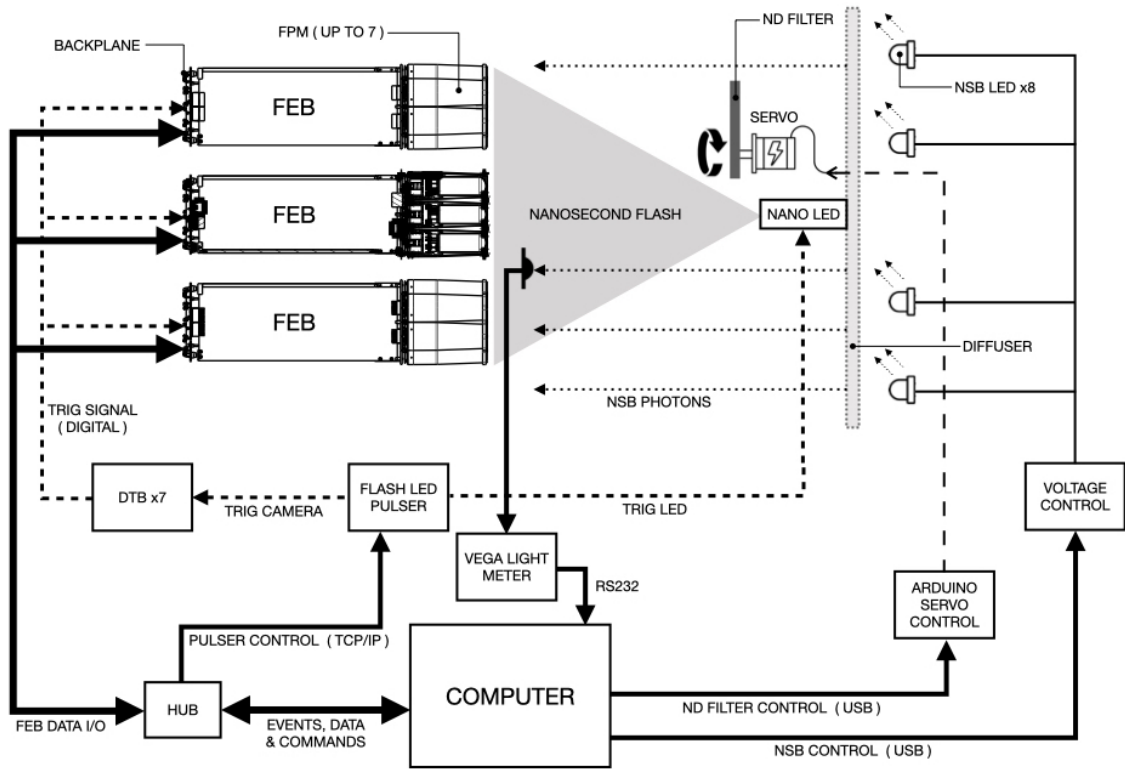 BACKPLANE
FPM ( UP TO 7 )
ND FILTER
FEB
SERVO
NSB LED x8
FEB
NANOSECOND FLASH
NANO LED
FEB
DIFFUSER
NSB PHOTONS
TRIG SIGNAL
( DIGITAL )
DTB x7
TRIG CAMERA
FLASH LED
PULSER
TRIG LED
VOLTAGE
CONTROL
VEGA LIGHT
METER
RS232
ARDUINO
SERVO
CONTROL
PULSER CONTROL ( TCP/IP )
COMPUTER
HUB
FEB DATA I/O
EVENTS, DATA
& COMMANDS
ND FILTER CONTROL ( USB )
NSB CONTROL ( USB )